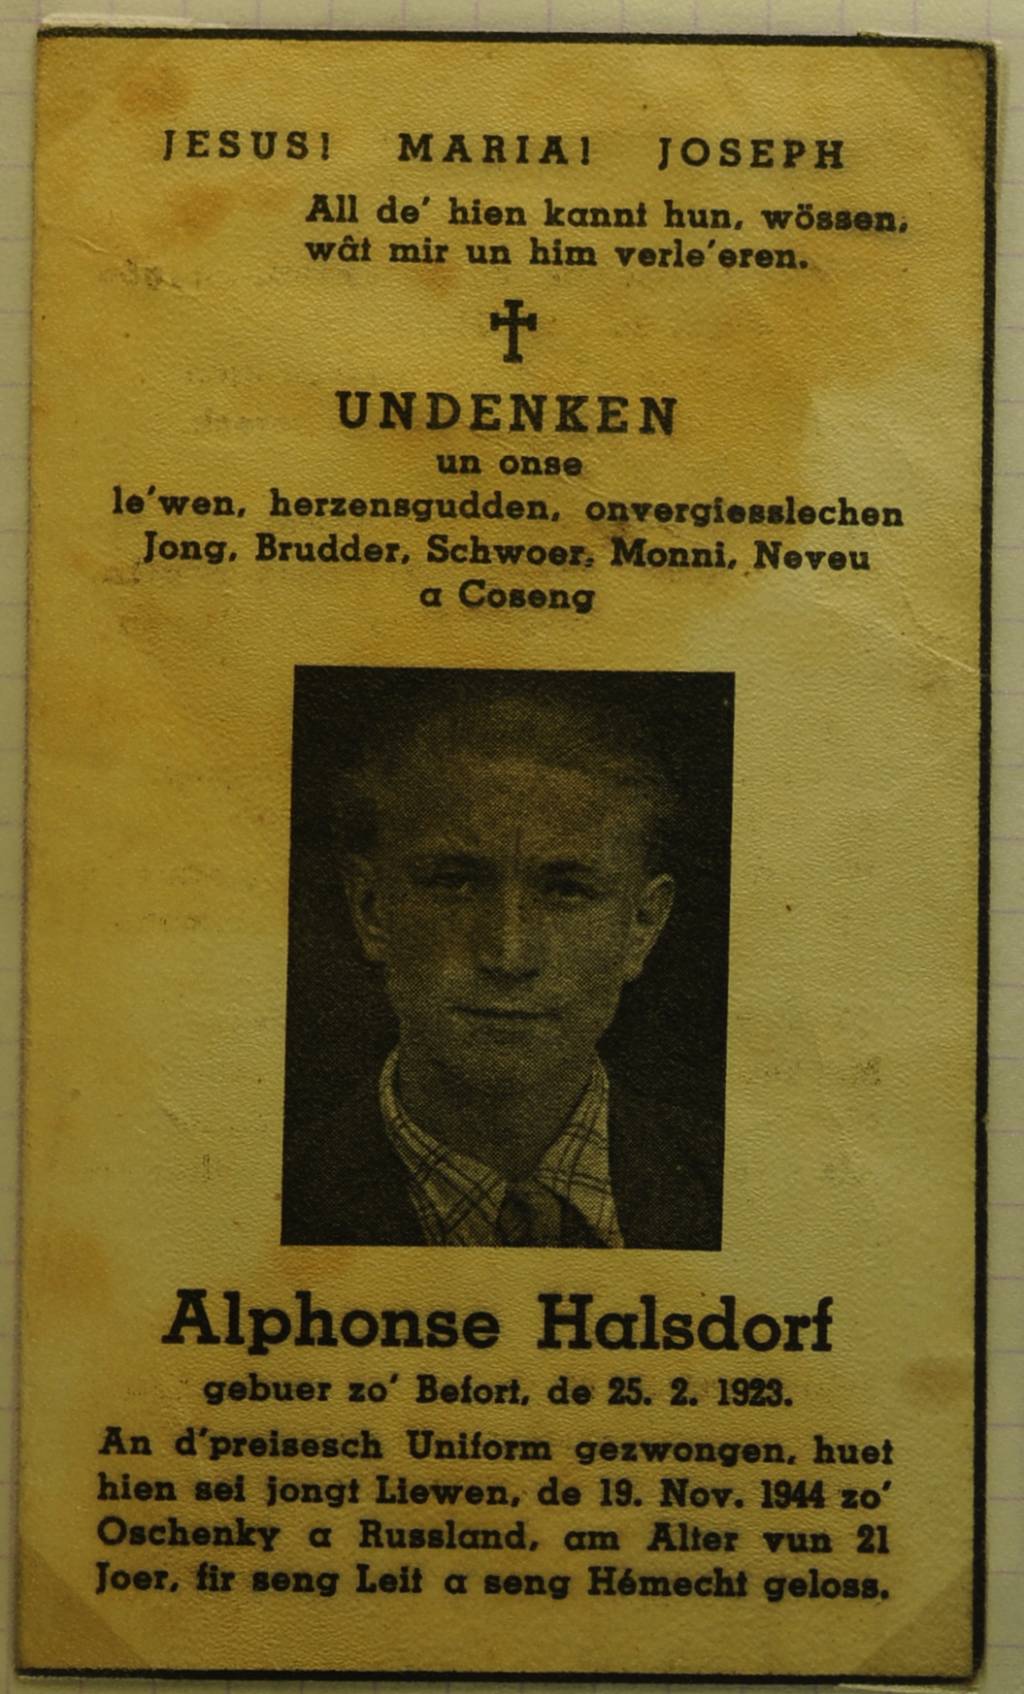 JESUS! MARIA! JOSEPH
All de' hien kannt hun, wössen,
wât mir un him verle'eren.
UNDENKEN
un onse
le'wen, herzensgudden, onvergiesslechen
Jong, Brudder, Schwoer, Monni, Neveu
a Coseng
Alphonse Halsdorf
gebuer zo' Befort, de 25. 2. 1923.
An d'preisesch Uniform gezwongen, huet
hien sei jongt Liewen, de 19. Nov. 1944 zo'
Oschenky a Russland, am Alter vun 21
Joer, fir seng Leit a seng Hémecht geloss.